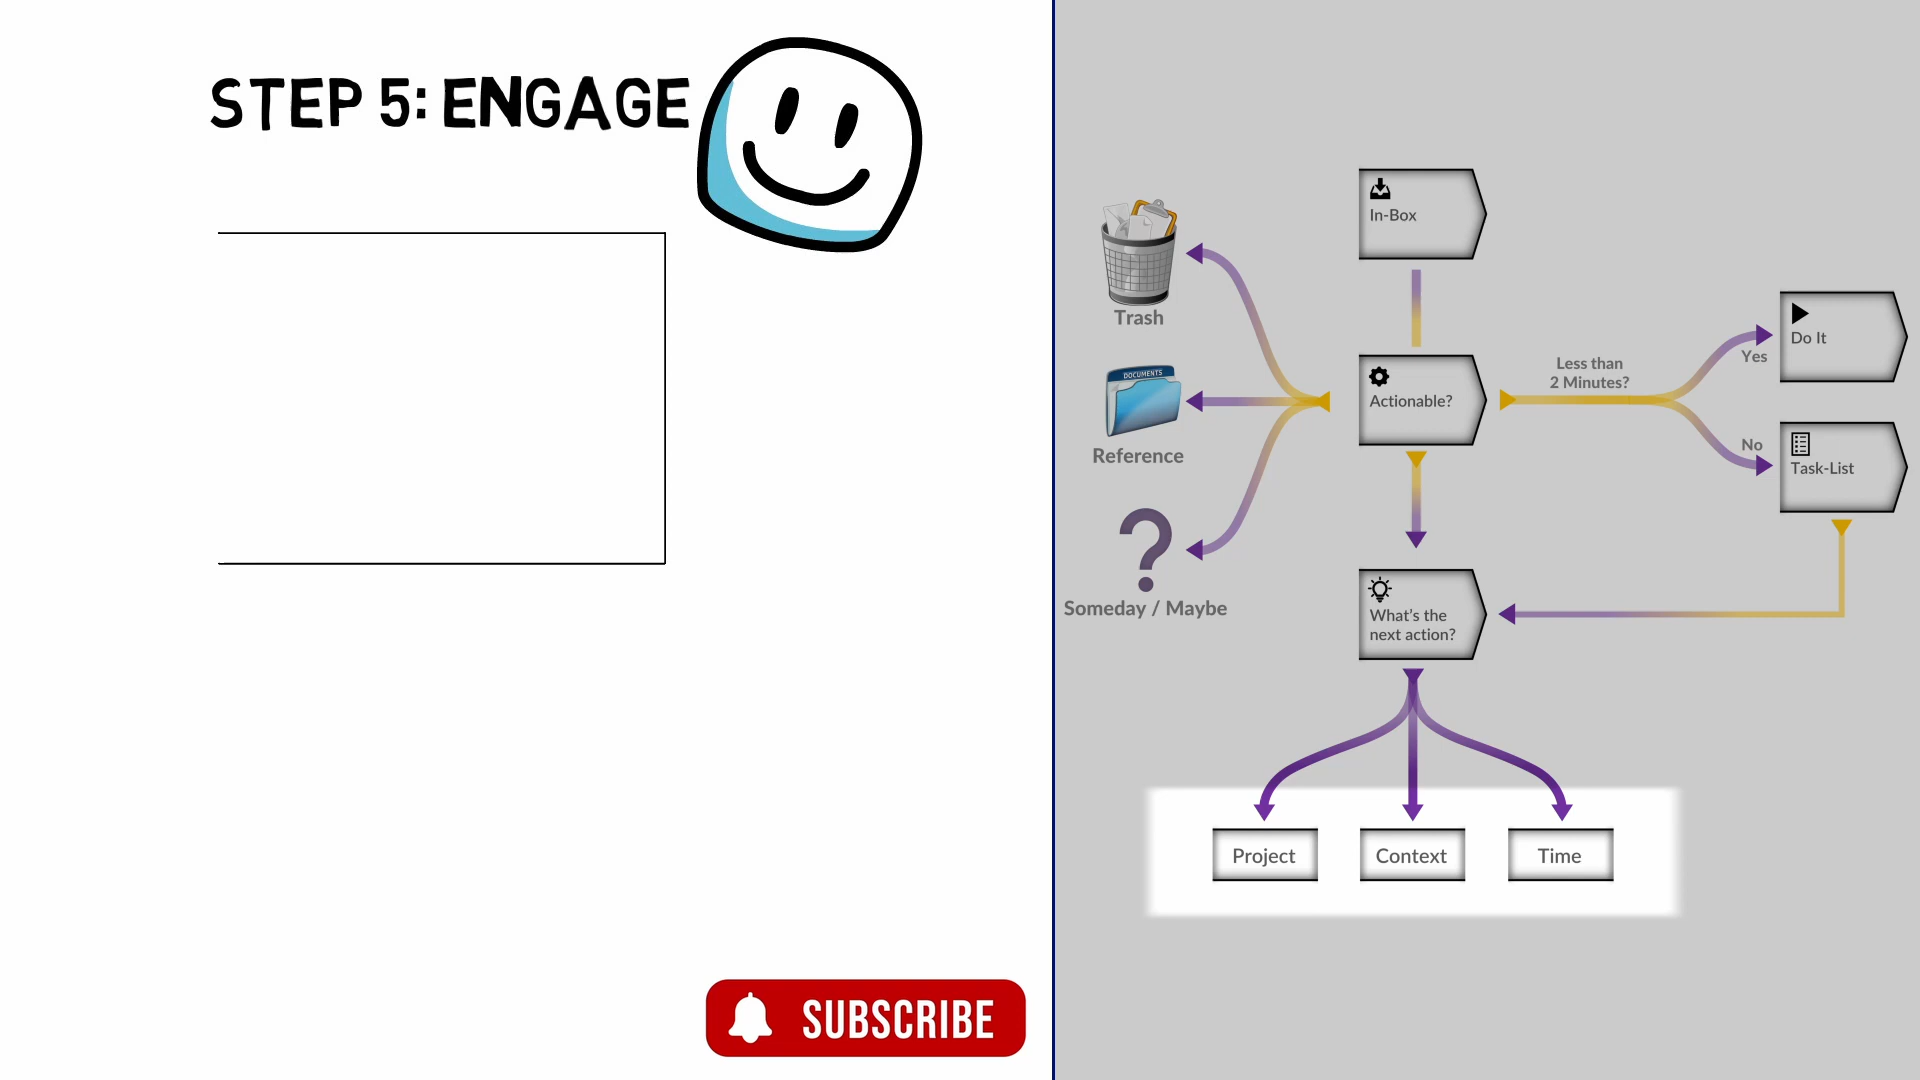 STEP 5: ENGAGE
SUBSCRIBE
In-Box
Trash
DOCUMENTS
Reference
Someday / Maybe
Actionable?
Less than
2 Minutes?
Yes
No
Do It
Task-List
What's the
next action?
Project
Context
Time